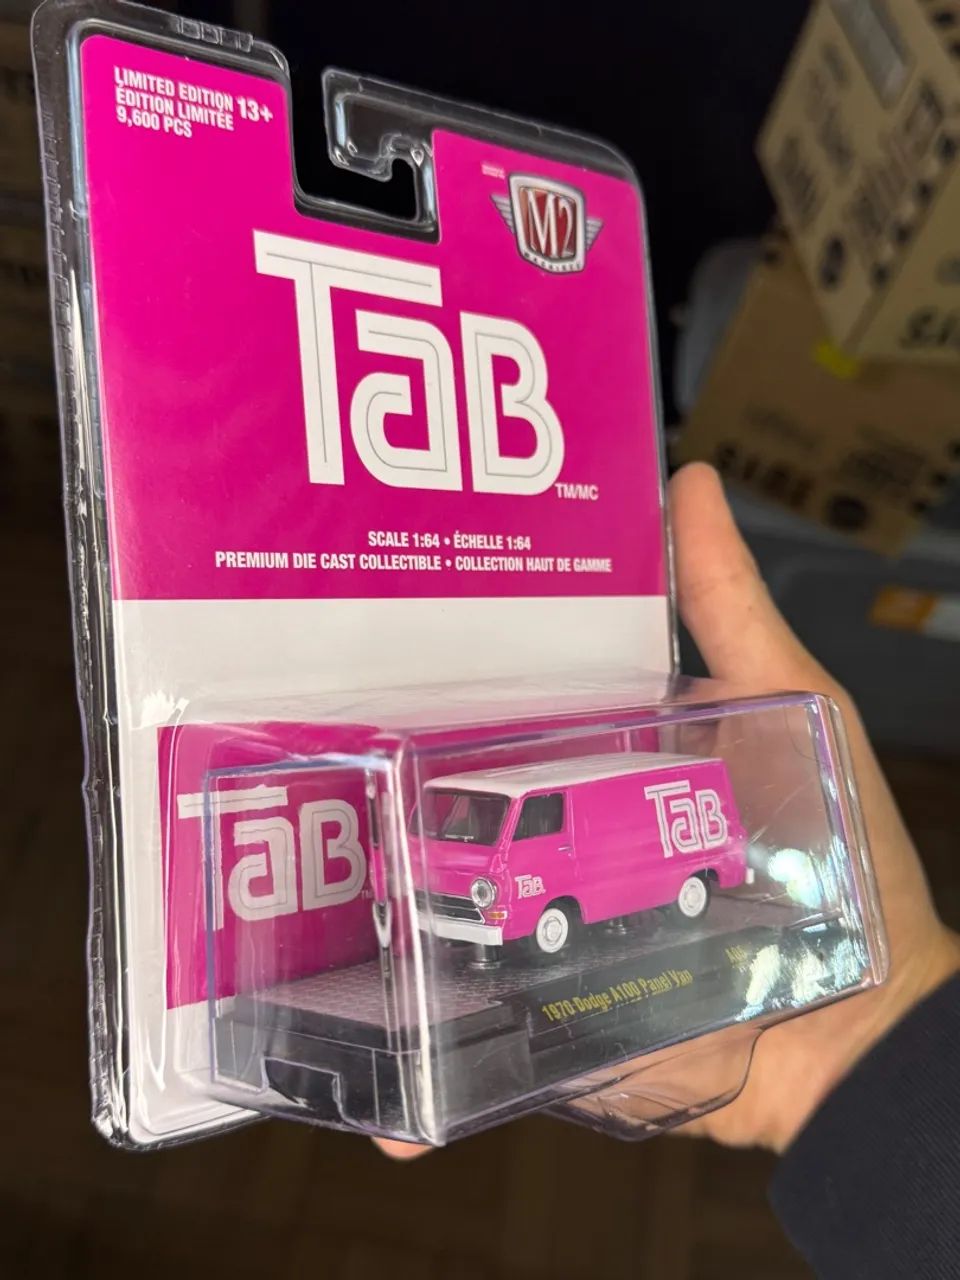 LIMITED EDITION 13+
ÉDITION LIMITÉE
9,600 PCS
M2
MACHINES
TaB
TM/MC
SCALE 1:64 • ÉCHELLE 1:64
PREMIUM DIE CAST COLLECTIBLE • COLLECTION HAUT DE GAMME
TaB
TaB
TaB
1970 Dodge A100 Panel Van